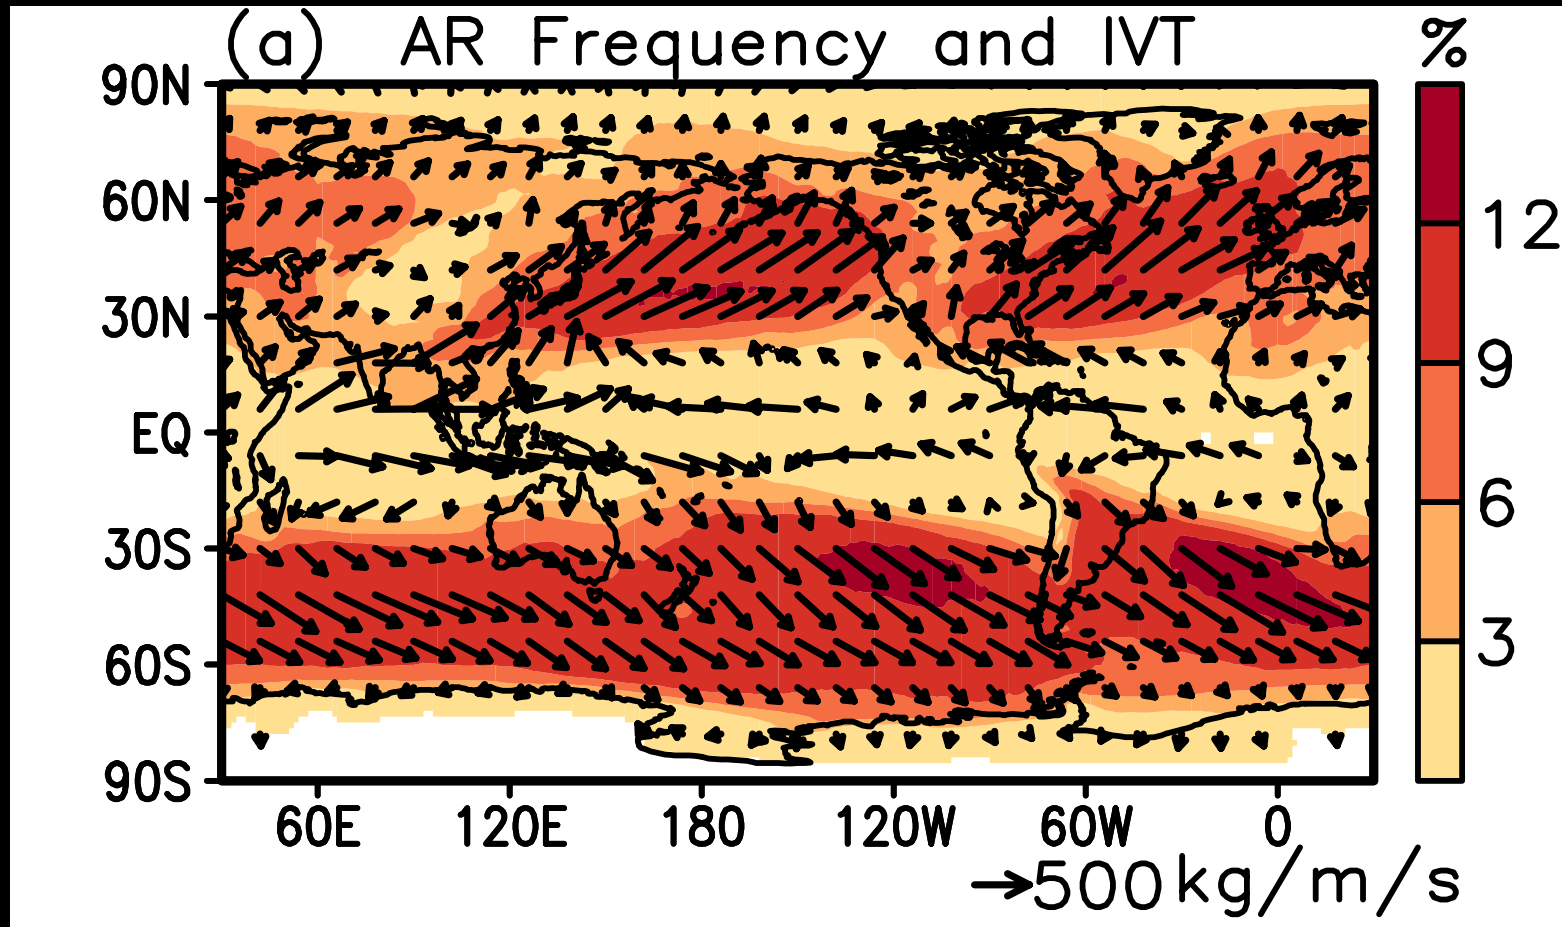 (a) AR Frequency and IVT %
90N
60N
30N
EQ
30S
60S
90S
60E 120E 180 120W 60W 0
12
9
6
3
500kg/m/s